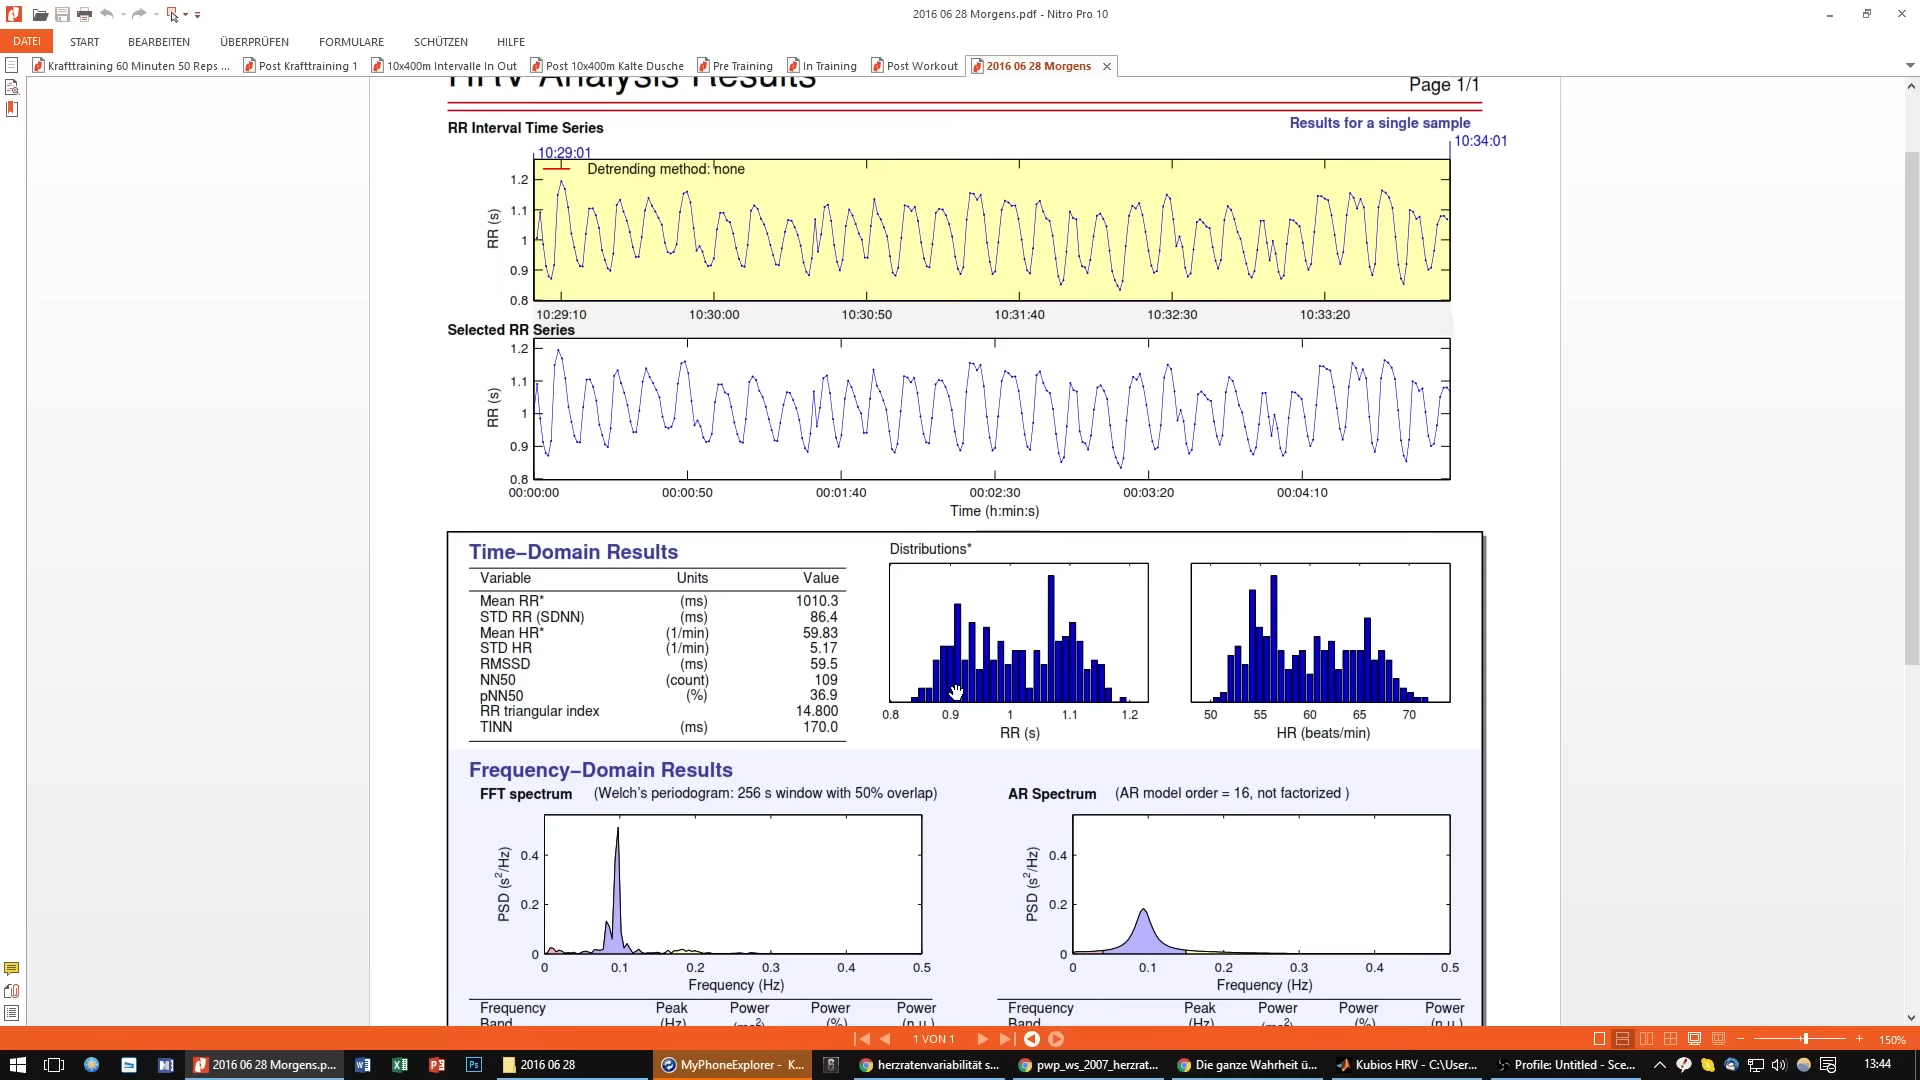 2016 06 28 Morgens.pdf - Nitro Pro 10
DATEI START BEARBEITEN ÜBERPRÜFEN FORMULARE SCHÜTZEN HILFE
Krafttraining 60 Minuten 50 Reps ... Post Krafttraining 1 10x400m Intervalle In Out Post 10x400m Kalte Dusche Pre Training In Training Post Workout 2016 06 28 Morgens
HRV Analysis Results Page 1/1
RR Interval Time Series Results for a single sample
10:29:01 10:34:01
Detrending method: none
1.2
1.1
1
0.9
0.8
RR (s)
10:29:10 10:30:00 10:30:50 10:31:40 10:32:30 10:33:20
Selected RR Series
1.2
1.1
1
0.9
0.8
RR (s)
00:00:00 00:00:50 00:01:40 00:02:30 00:03:20 00:04:10
Time (h:min:s)
Time–Domain Results
Variable Units Value
Mean RR* (ms) 1010.3
STD RR (SDNN) (ms) 86.4
Mean HR* (1/min) 59.83
STD HR (1/min) 5.17
RMSSD (ms) 59.5
NN50 (count) 109
pNN50 (%) 36.9
RR triangular index 14.800
TINN (ms) 170.0
Distributions*
0.8 0.9 1 1.1 1.2
RR (s)
50 55 60 65 70
HR (beats/min)
Frequency–Domain Results
FFT spectrum (Welch's periodogram: 256 s window with 50% overlap)
0.4
0.2
0
PSD (s²/Hz)
0 0.1 0.2 0.3 0.4 0.5
Frequency (Hz)
AR Spectrum (AR model order = 16, not factorized )
0.4
0.2
0
PSD (s²/Hz)
0 0.1 0.2 0.3 0.4 0.5
Frequency (Hz)
Frequency Peak Power Power Power
Band (Hz) (ms²) (%) (n.u.)
Frequency Peak Power Power Power
Band (Hz) (ms²) (%) (n.u.)
1 VON 1
150%
2016 06 28 Morgens.p... 2016 06 28 MyPhoneExplorer - K... herzratenvariabilität s... pwp_ws_2007_herzrat... Die ganze Wahrheit ü... Kubios HRV - C:\User... Profile: Untitled - Sce... 13:44